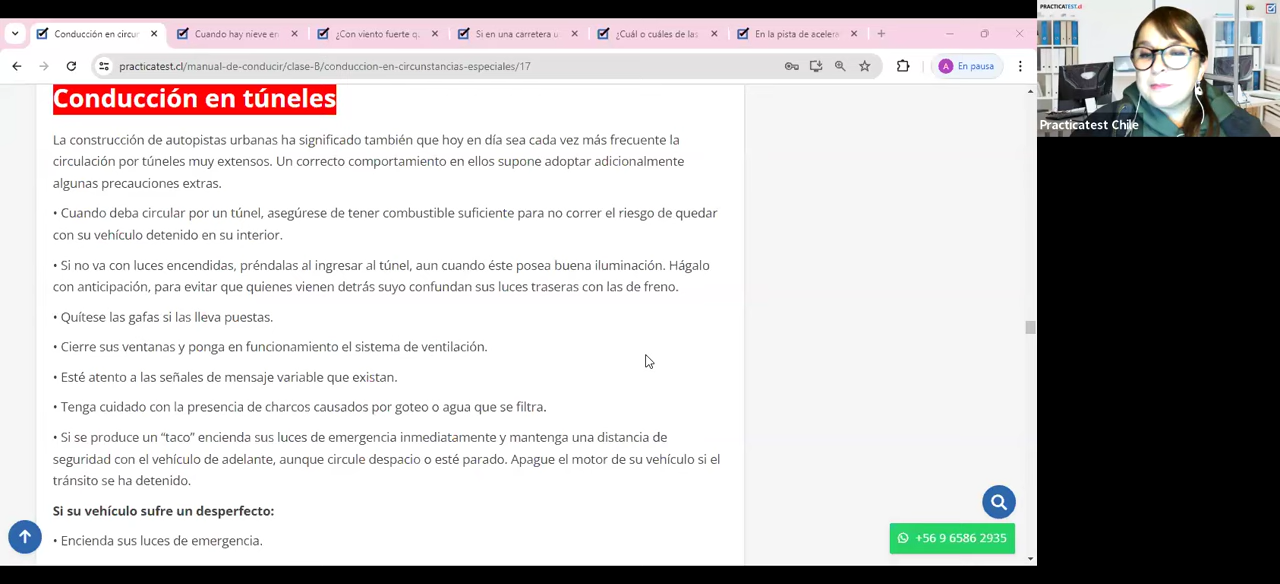 Conducción en circun
Cuando hay nieve en
¿Con viento fuerte q
Si en una carretera u
¿Cuál o cuáles de las
En la pista de acelera
practicatest.cl/manual-de-conducir/clase-B/conduccion-en-circunstancias-especiales/17
A
En pausa
PRACTICATEST.cl
Practicatest Chile
Conducción en túneles
La construcción de autopistas urbanas ha significado también que hoy en día sea cada vez más frecuente la
circulación por túneles muy extensos. Un correcto comportamiento en ellos supone adoptar adicionalmente
algunas precauciones extras.
• Cuando deba circular por un túnel, asegúrese de tener combustible suficiente para no correr el riesgo de quedar
con su vehículo detenido en su interior.
• Si no va con luces encendidas, préndalas al ingresar al túnel, aun cuando éste posea buena iluminación. Hágalo
con anticipación, para evitar que quienes vienen detrás suyo confundan sus luces traseras con las de freno.
• Quítese las gafas si las lleva puestas.
• Cierre sus ventanas y ponga en funcionamiento el sistema de ventilación.
• Esté atento a las señales de mensaje variable que existan.
• Tenga cuidado con la presencia de charcos causados por goteo o agua que se filtra.
• Si se produce un “taco” encienda sus luces de emergencia inmediatamente y mantenga una distancia de
seguridad con el vehículo de adelante, aunque circule despacio o esté parado. Apague el motor de su vehículo si el
tránsito se ha detenido.
Si su vehículo sufre un desperfecto:
• Encienda sus luces de emergencia.
+56 9 6586 2935